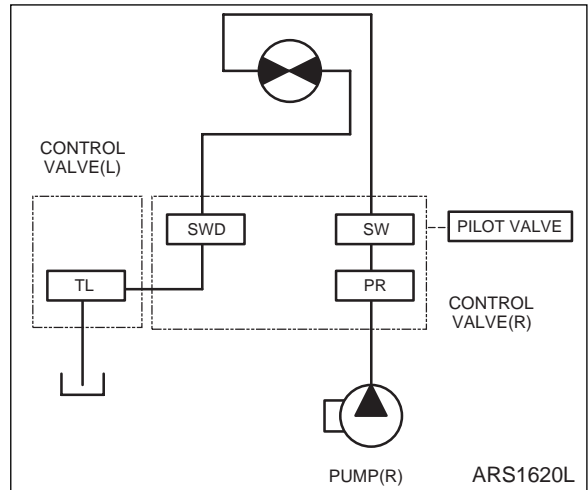 CONTROL
VALVE(L)
SWD
SW
PILOT VALVE
TL
PR
CONTROL
VALVE(R)
PUMP(R)
ARS1620L